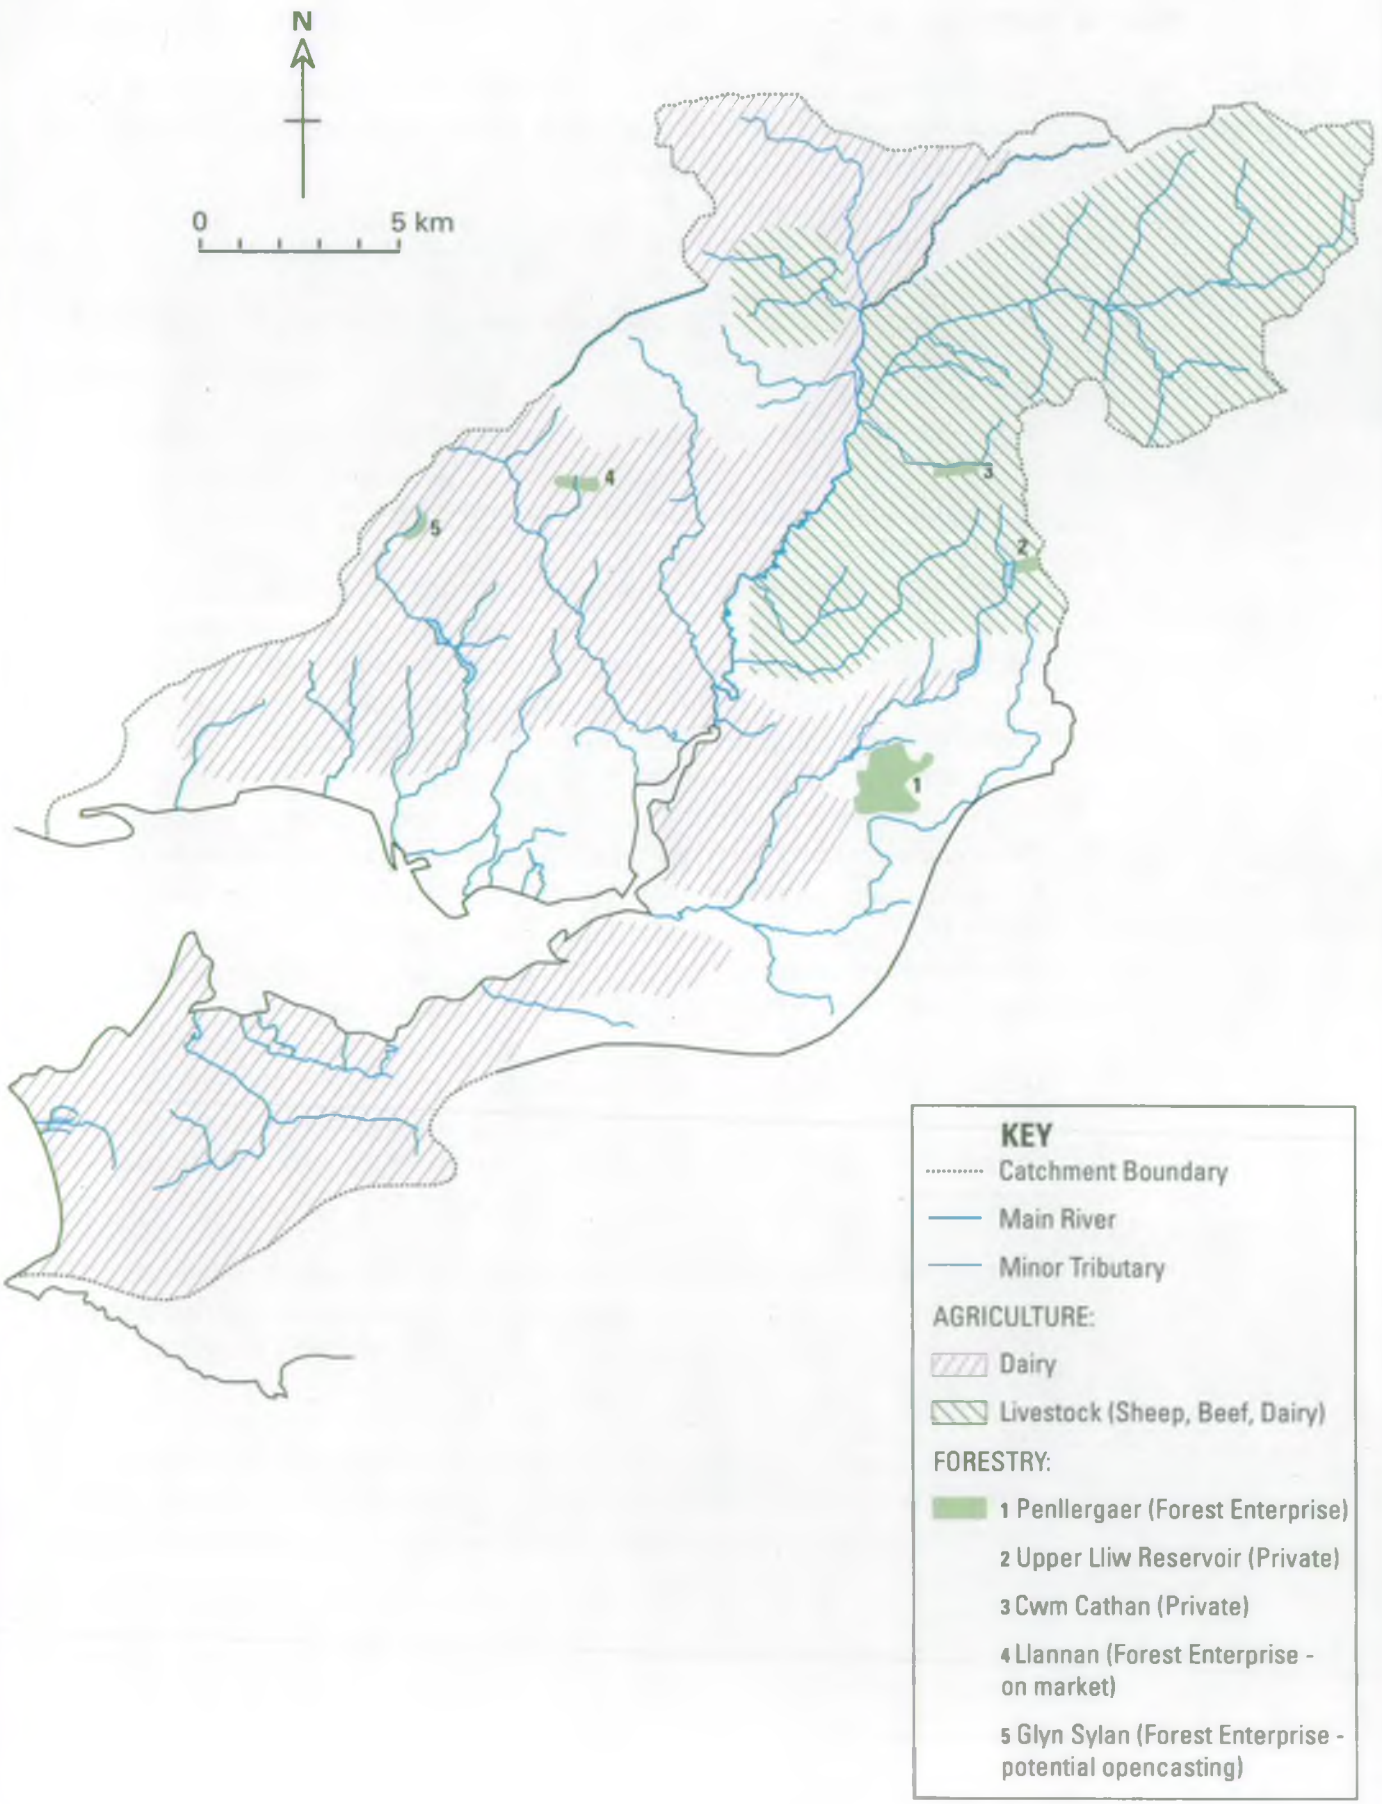 N
0 5 km
4
5
3
2
1
KEY
Catchment Boundary
Main River
Minor Tributary
AGRICULTURE:
Dairy
Livestock (Sheep, Beef, Dairy)
FORESTRY:
1 Penllergaer (Forest Enterprise)
2 Upper Lliw Reservoir (Private)
3 Cwm Cathan (Private)
4 Llannan (Forest Enterprise -
on market)
5 Glyn Sylan (Forest Enterprise -
potential opencasting)